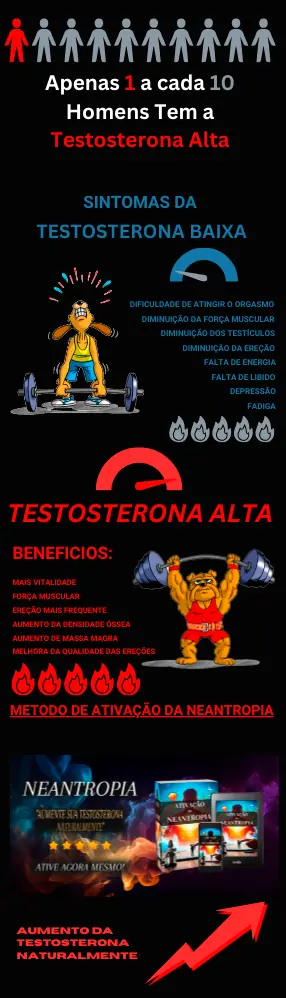 Apenas 1 a cada 10
Homens Tem a
Testosterona Alta
SINTOMAS DA
TESTOSTERONA BAIXA
DIFICULDADE DE ATINGIR O ORGASMO
DIMINUIÇÃO DA FORÇA MUSCULAR
DIMINUIÇÃO DOS TESTÍCULOS
DIMINUIÇÃO DA EREÇÃO
FALTA DE ENERGIA
FALTA DE LIBIDO
DEPRESSÃO
FADIGA
TESTOSTERONA ALTA
BENEFICIOS:
MAIS VITALIDADE
FORÇA MUSCULAR
EREÇÃO MAIS FREQUENTE
AUMENTO DA DENSIDADE ÓSSEA
AUMENTO DE MASSA MAGRA
MELHORA DA QUALIDADE DAS EREÇÕES
METODO DE ATIVAÇÃO DA NEANTROPIA
NEANTROPIA
"AUMENTE SUA TESTOSTERONA
NATURALMENTE"
ATIVE AGORA MESMO!
ATIVAÇÃO
NEANTROPIA
AUMENTO DA
TESTOSTERONA
NATURALMENTE